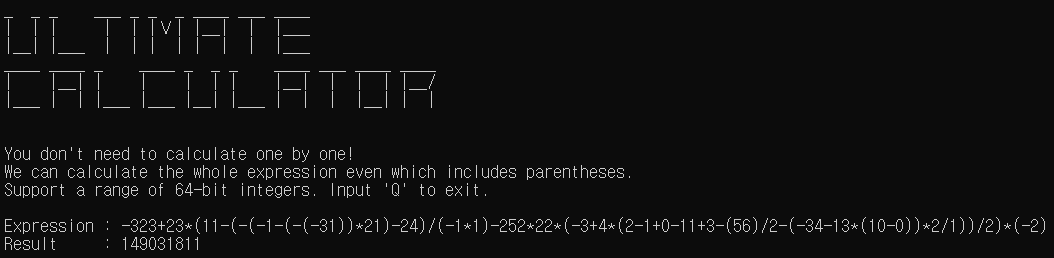 ULTIMATE
CALCULATOR
You don't need to calculate one by one!
We can calculate the whole expression even which includes parentheses.
Support a range of 64-bit integers. Input 'Q' to exit.
Expression : -323+23*(11-(-(-1-(-(-31))*21)-24)/(-1*1)-252*22*(-3+4*(2-1+0-11+3-(56)/2-(-34-13*(10-0))*2/1))/2)*(-2)
Result : 149031811